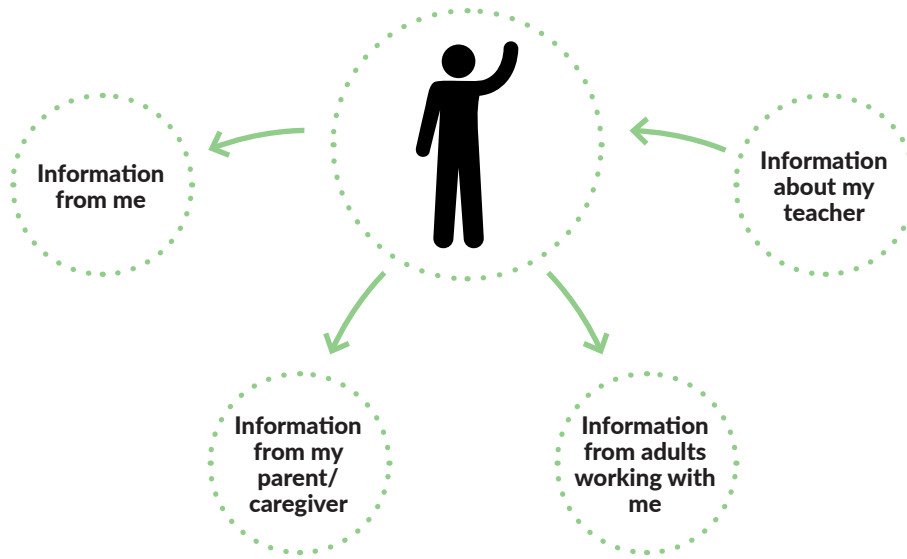 Information
from me
Information
about my
teacher
Information
from my
parent/
caregiver
Information
from adults
working with
me